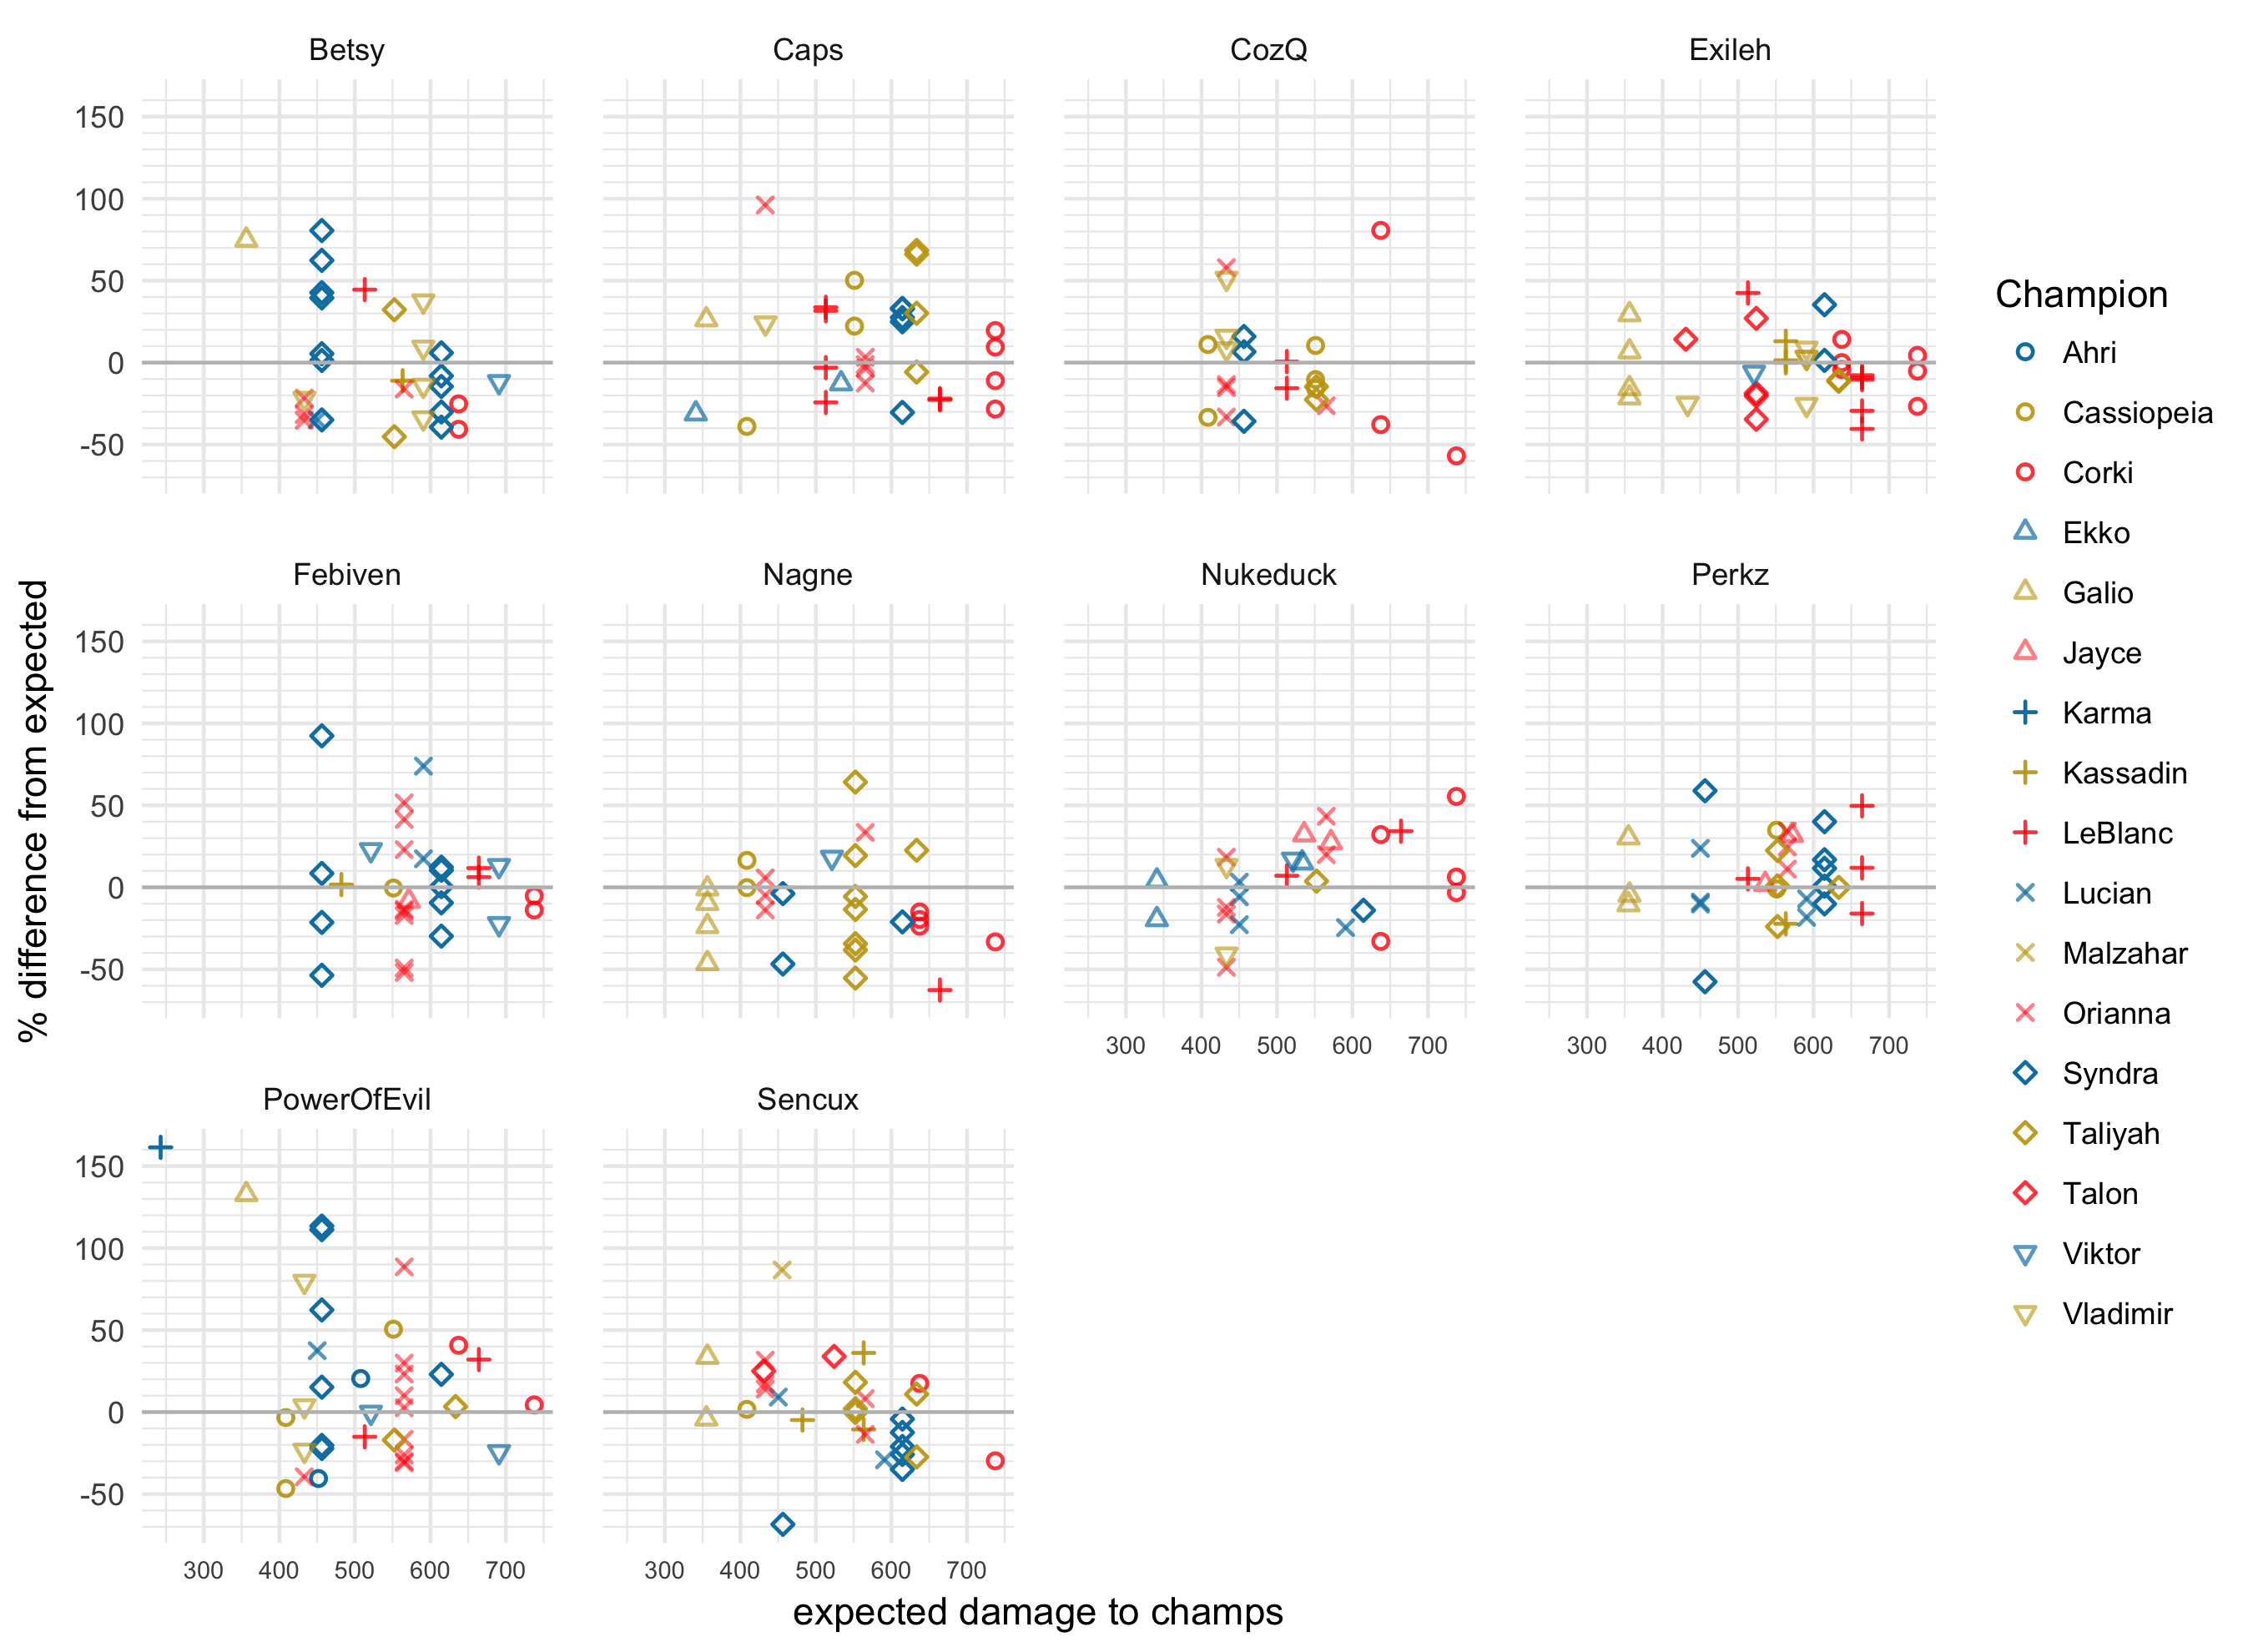 Betsy Caps CozQ Exileh
150
100
50
0
-50
Febiven Nagne Nukeduck Perkz
150
100
50
0
-50
300 400 500 600 700 300 400 500 600 700
PowerOfEvil Sencux
150
100
50
0
-50
300 400 500 600 700 300 400 500 600 700
expected damage to champs
% difference from expected
Champion
Ahri
Cassiopeia
Corki
Ekko
Galio
Jayce
Karma
Kassadin
LeBlanc
Lucian
Malzahar
Orianna
Syndra
Taliyah
Talon
Viktor
Vladimir